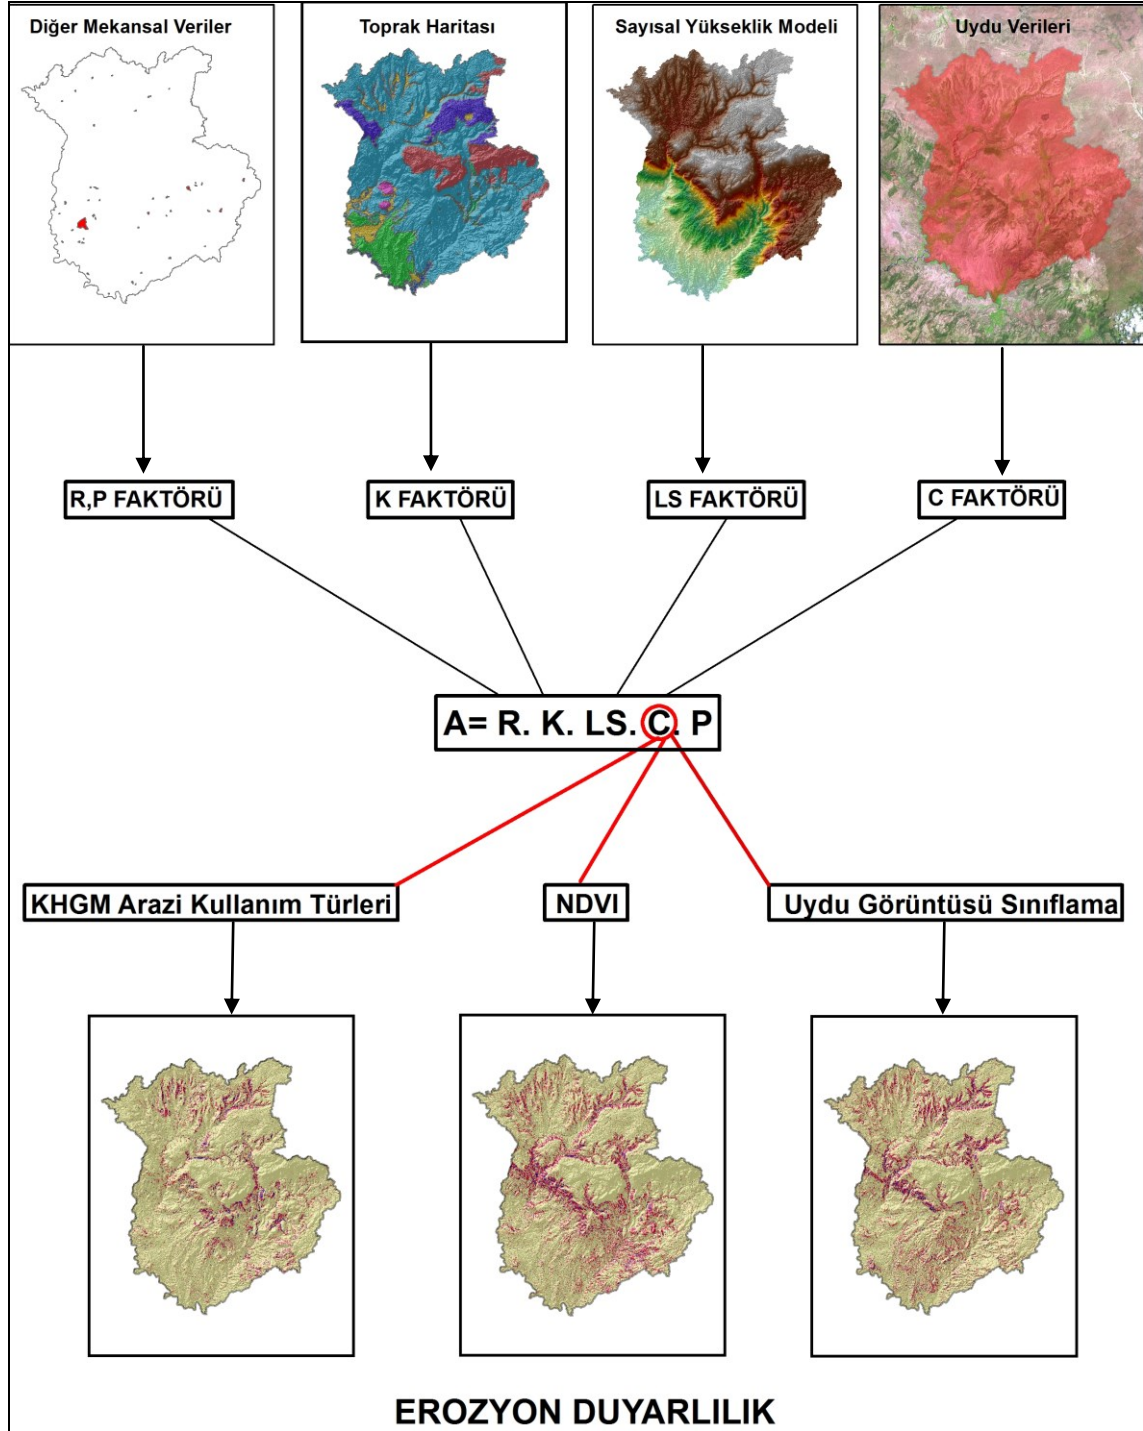 Diğer Mekansal Veriler
Toprak Haritası
Sayısal Yükseklik Modeli
Uydu Verileri
R,P FAKTÖRÜ
K FAKTÖRÜ
LS FAKTÖRÜ
C FAKTÖRÜ
A= R. K. LS. C. P
KHGM Arazi Kullanım Türleri
NDVI
Uydu Görüntüsü Sınıflama
EROZYON DUYARLILIK